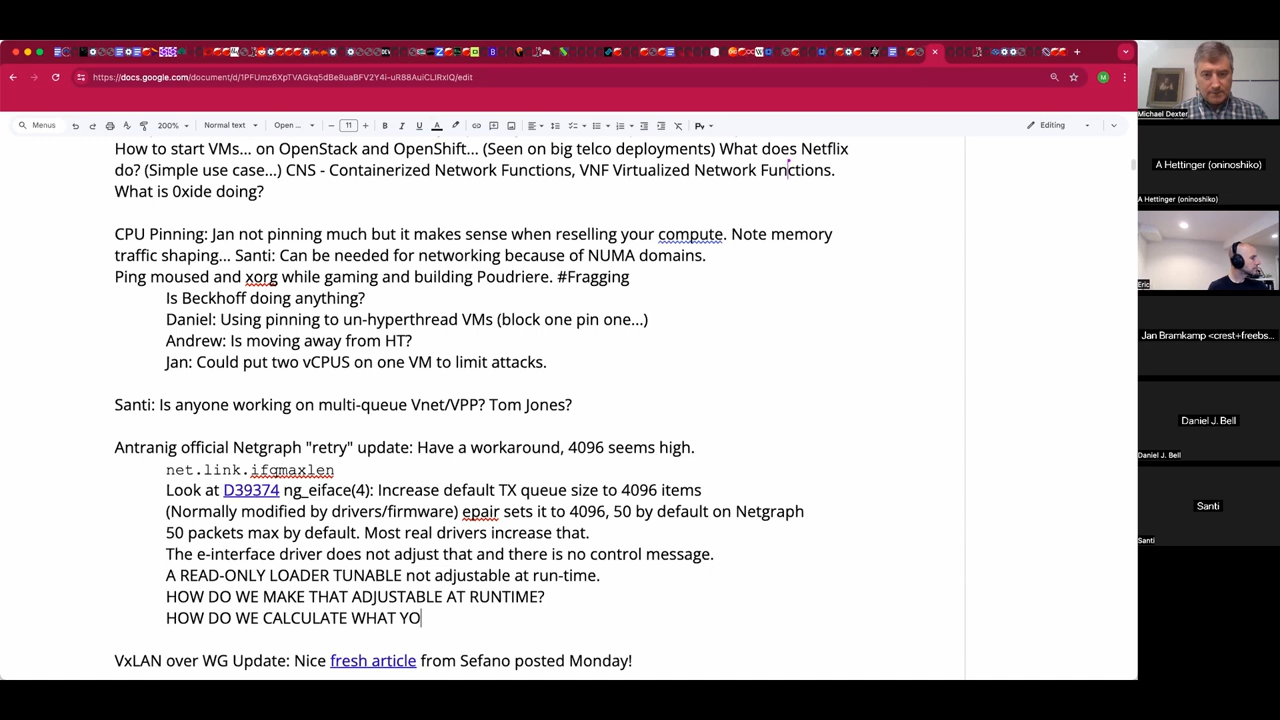 https://docs.google.com/document/d/1PFUmz6XpTVAGkq5dBe8uaBFV2Y4i-uR88AuiCLIRxIQ/edit
Menus 200% Normal text Open ... 11 Editing
How to start VMs... on OpenStack and OpenShift... (Seen on big telco deployments) What does Netflix
do? (Simple use case...) CNS - Containerized Network Functions, VNF Virtualized Network Functions.
What is 0xide doing?
CPU Pinning: Jan not pinning much but it makes sense when reselling your compute. Note memory
traffic shaping... Santi: Can be needed for networking because of NUMA domains.
Ping moused and xorg while gaming and building Poudriere. #Fragging
Is Beckhoff doing anything?
Daniel: Using pinning to un-hyperthread VMs (block one pin one...)
Andrew: Is moving away from HT?
Jan: Could put two vCPUS on one VM to limit attacks.
Santi: Is anyone working on multi-queue Vnet/VPP? Tom Jones?
Antranig official Netgraph "retry" update: Have a workaround, 4096 seems high.
net.link.ifqmaxlen
Look at D39374 ng_eiface(4): Increase default TX queue size to 4096 items
(Normally modified by drivers/firmware) epair sets it to 4096, 50 by default on Netgraph
50 packets max by default. Most real drivers increase that.
The e-interface driver does not adjust that and there is no control message.
A READ-ONLY LOADER TUNABLE not adjustable at run-time.
HOW DO WE MAKE THAT ADJUSTABLE AT RUNTIME?
HOW DO WE CALCULATE WHAT YO
VxLAN over WG Update: Nice fresh article from Sefano posted Monday!
Michael Dexter
A Hettinger (oninoshiko)
A Hettinger (oninoshiko)
Eric
Jan Bramkamp <crest+freebs...
Daniel J. Bell
Daniel J. Bell
Santi
Santi